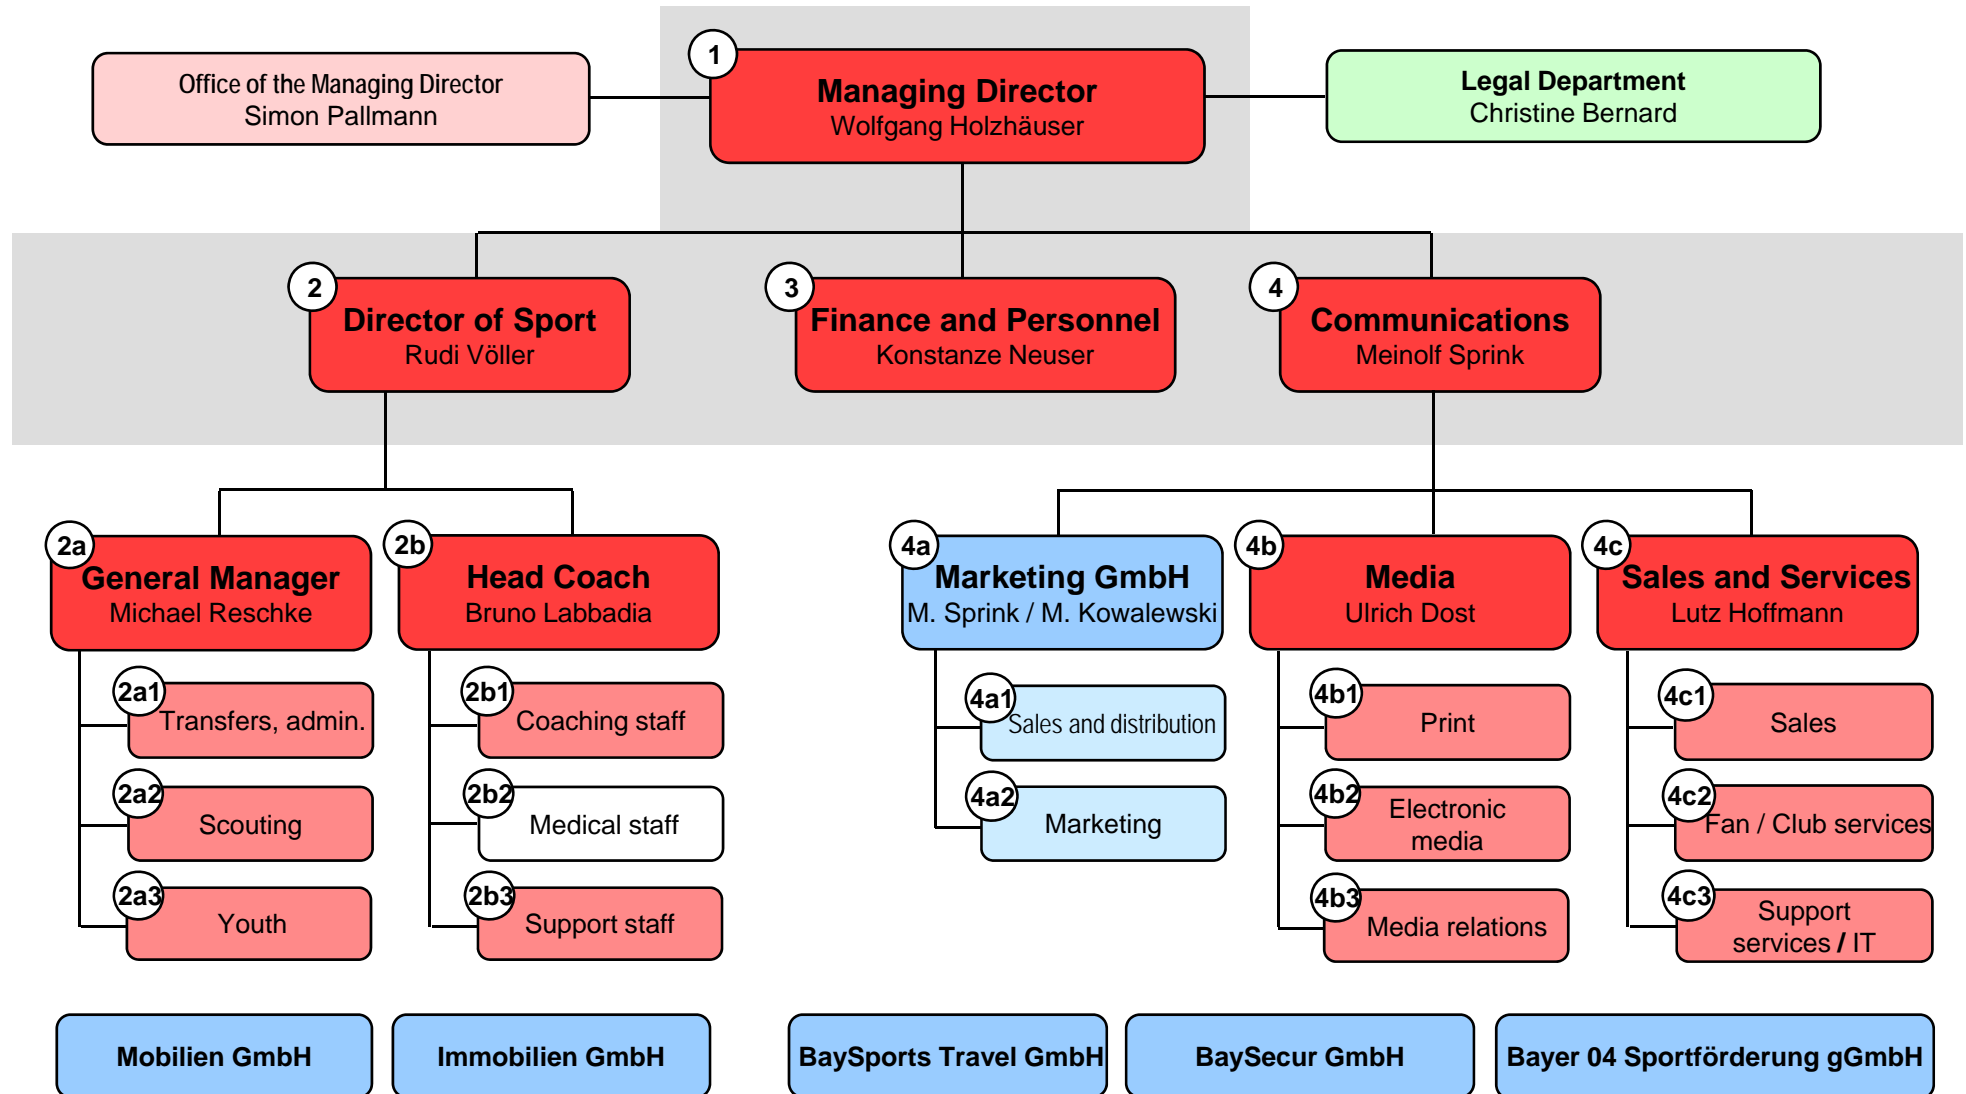 1
Office of the Managing Director
Simon Pallmann
Managing Director
Wolfgang Holzhäuser
Legal Department
Christine Bernard
2
Director of Sport
Rudi Völler
3
Finance and Personnel
Konstanze Neuser
4
Communications
Meinolf Sprink
2a
General Manager
Michael Reschke
2b
Head Coach
Bruno Labbadia
4a
Marketing GmbH
M. Sprink / M. Kowalewski
4b
Media
Ulrich Dost
4c
Sales and Services
Lutz Hoffmann
2a1
Transfers, admin.
2a2
Scouting
2a3
Youth
2b1
Coaching staff
2b2
Medical staff
2b3
Support staff
4a1
Sales and distribution
4a2
Marketing
4b1
Print
4b2
Electronic
media
4b3
Media relations
4c1
Sales
4c2
Fan / Club services
4c3
Support
services / IT
Mobilien GmbH
Immobilien GmbH
BaySports Travel GmbH
BaySecur GmbH
Bayer 04 Sportförderung gGmbH